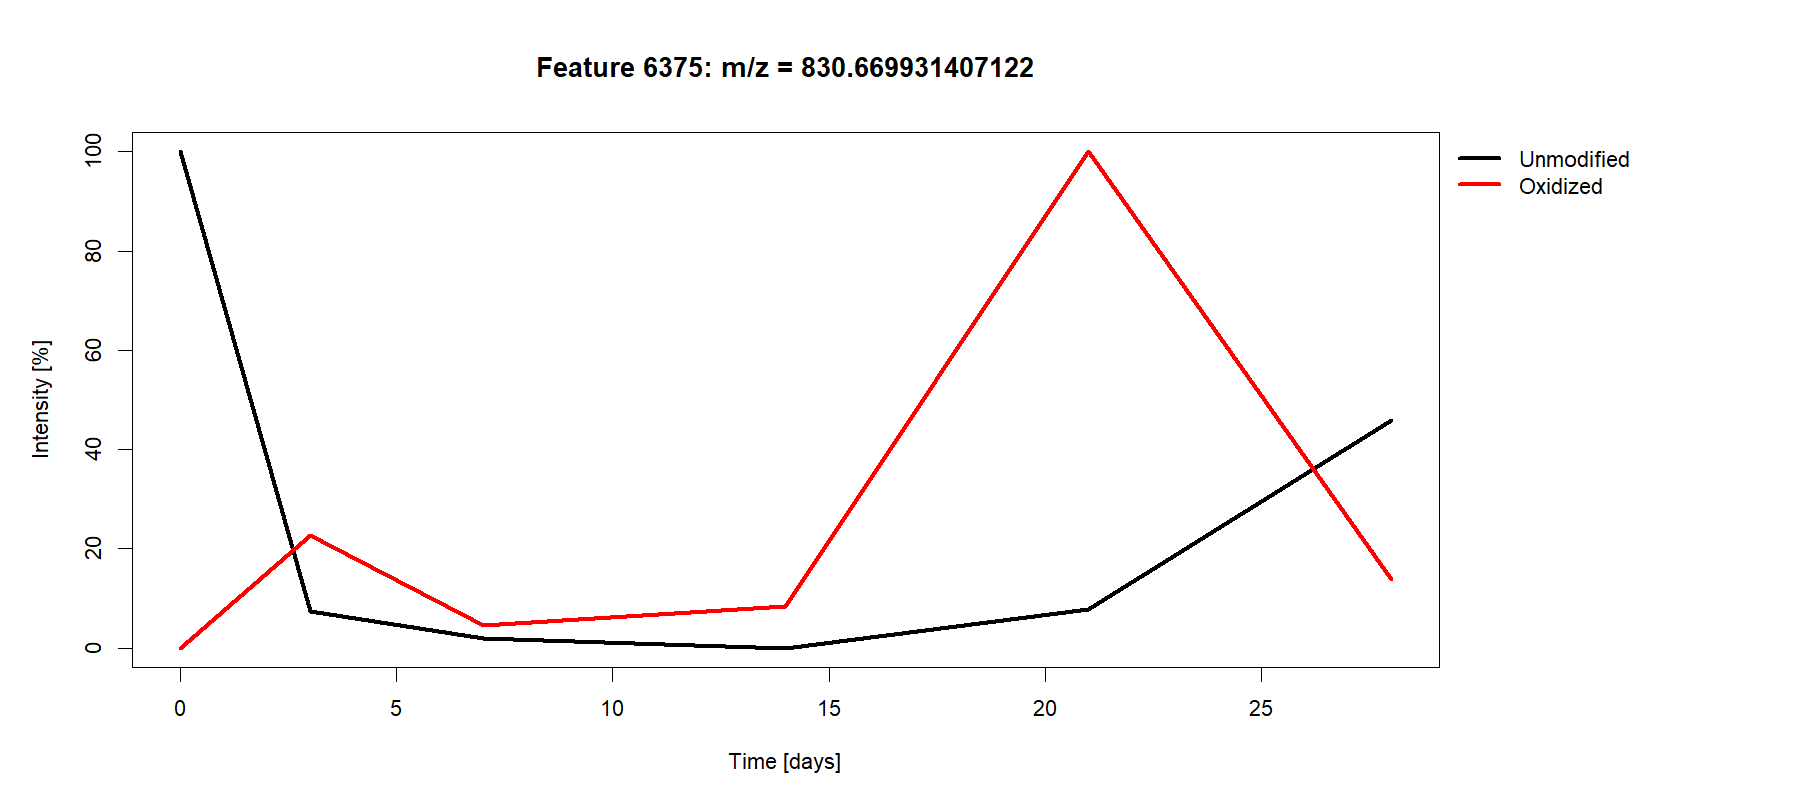 Feature 6375: m/z = 830.669931407122
100
80
60
40
20
0
Intensity [%]
0 5 10 15 20 25
Time [days]
Unmodified
Oxidized